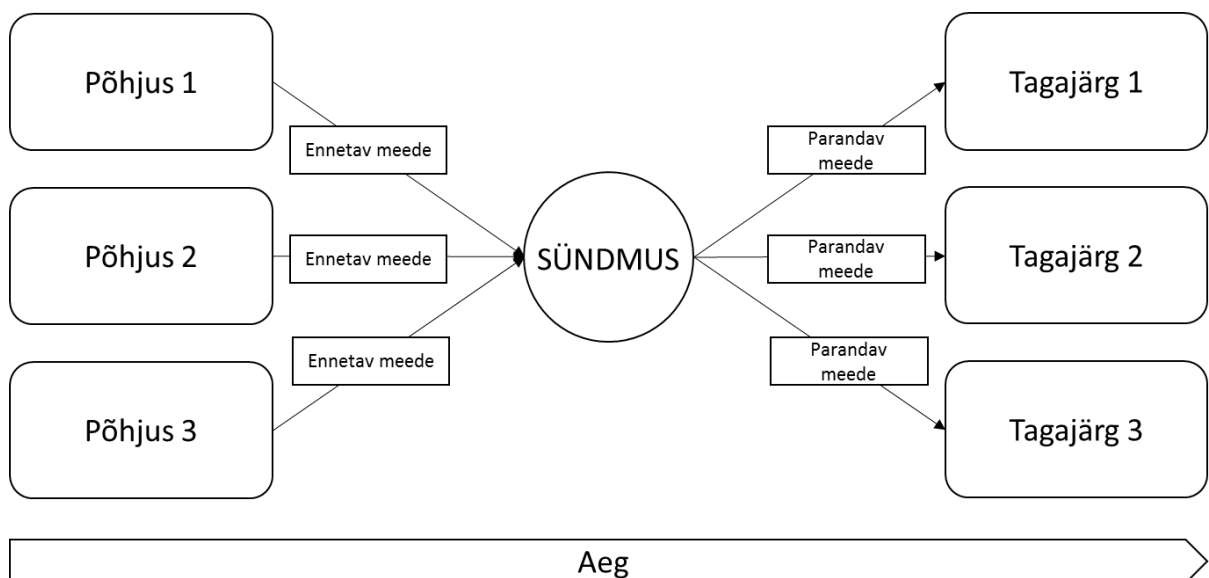 Põhjus 1
Ennetav meede
Põhjus 2
Ennetav meede
Põhjus 3
Ennetav meede
SÜNDMUS
Parandav
meede
Tagajärg 1
Parandav
meede
Tagajärg 2
Parandav
meede
Tagajärg 3
Aeg